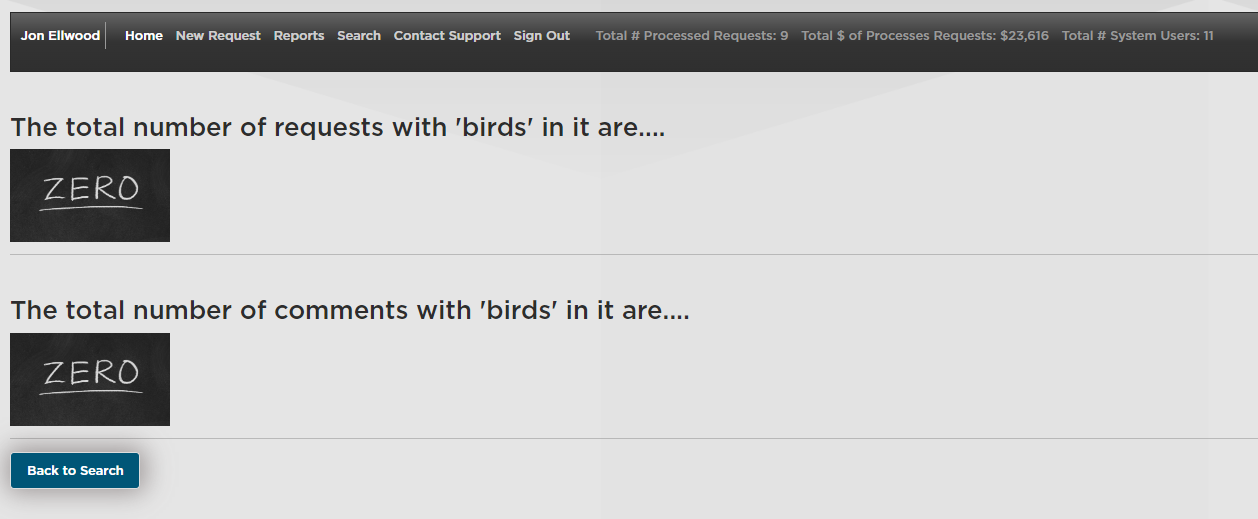 Jon Ellwood Home New Request Reports Search Contact Support Sign Out Total # Processed Requests: 9 Total $ of Processes Requests: $23,616 Total # System Users: 11
The total number of requests with 'birds' in it are....
ZERO
The total number of comments with 'birds' in it are....
ZERO
Back to Search